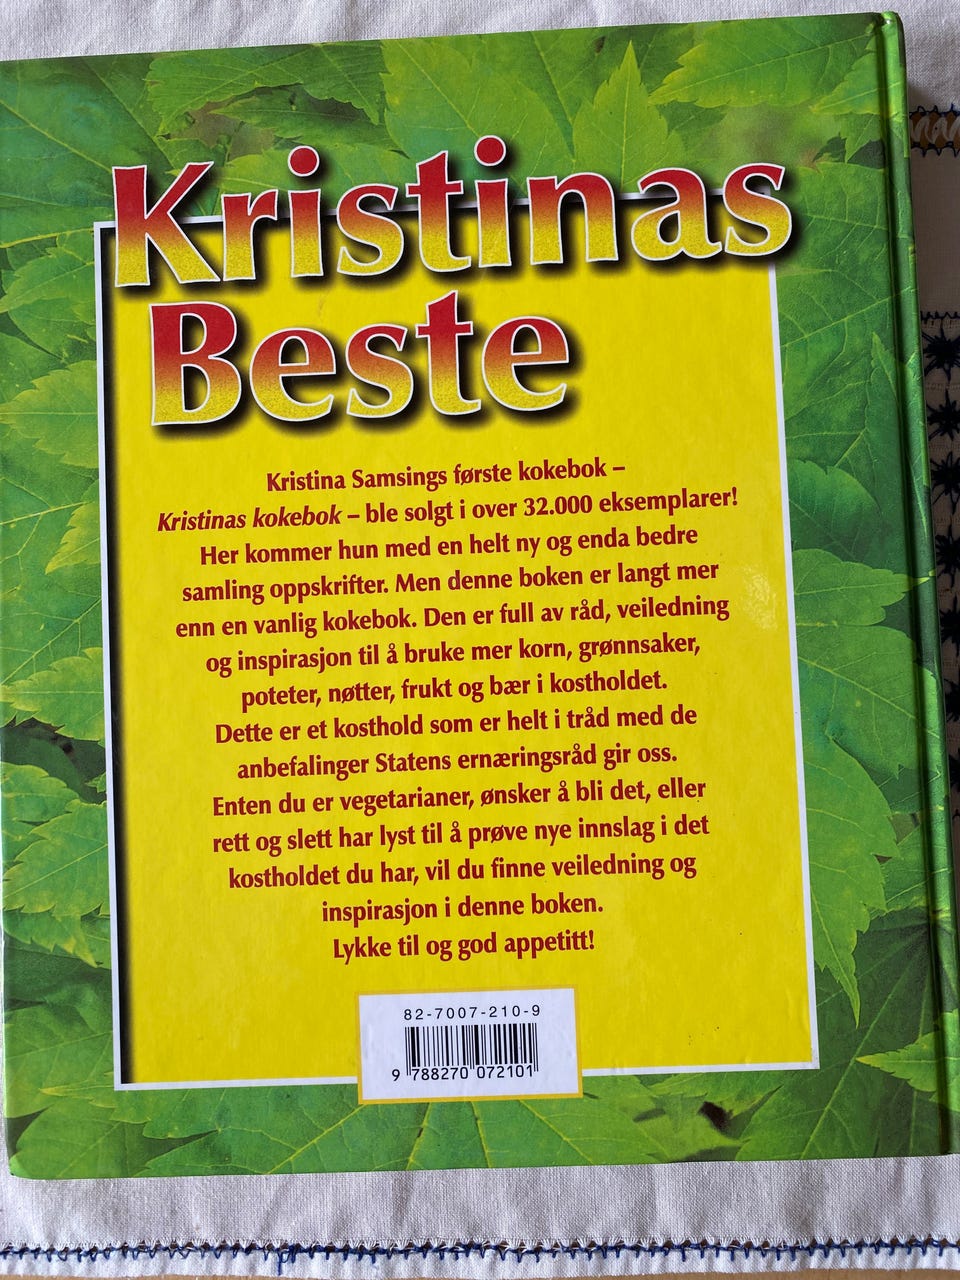 Kristinas
Beste
Kristina Samsings første kokebok –
Kristinas kokebok – ble solgt i over 32.000 eksemplarer!
Her kommer hun med en helt ny og enda bedre
samling oppskrifter. Men denne boken er langt mer
enn en vanlig kokebok. Den er full av råd, veiledning
og inspirasjon til å bruke mer korn, grønnsaker,
poteter, nøtter, frukt og bær i kostholdet.
Dette er et kosthold som er helt i tråd med de
anbefalinger Statens ernæringsråd gir oss.
Enten du er vegetarianer, ønsker å bli det, eller
rett og slett har lyst til å prøve nye innslag i det
kostholdet du har, vil du finne veiledning og
inspirasjon i denne boken.
Lykke til og god appetitt!
82-7007-210-9
9 788270 072101